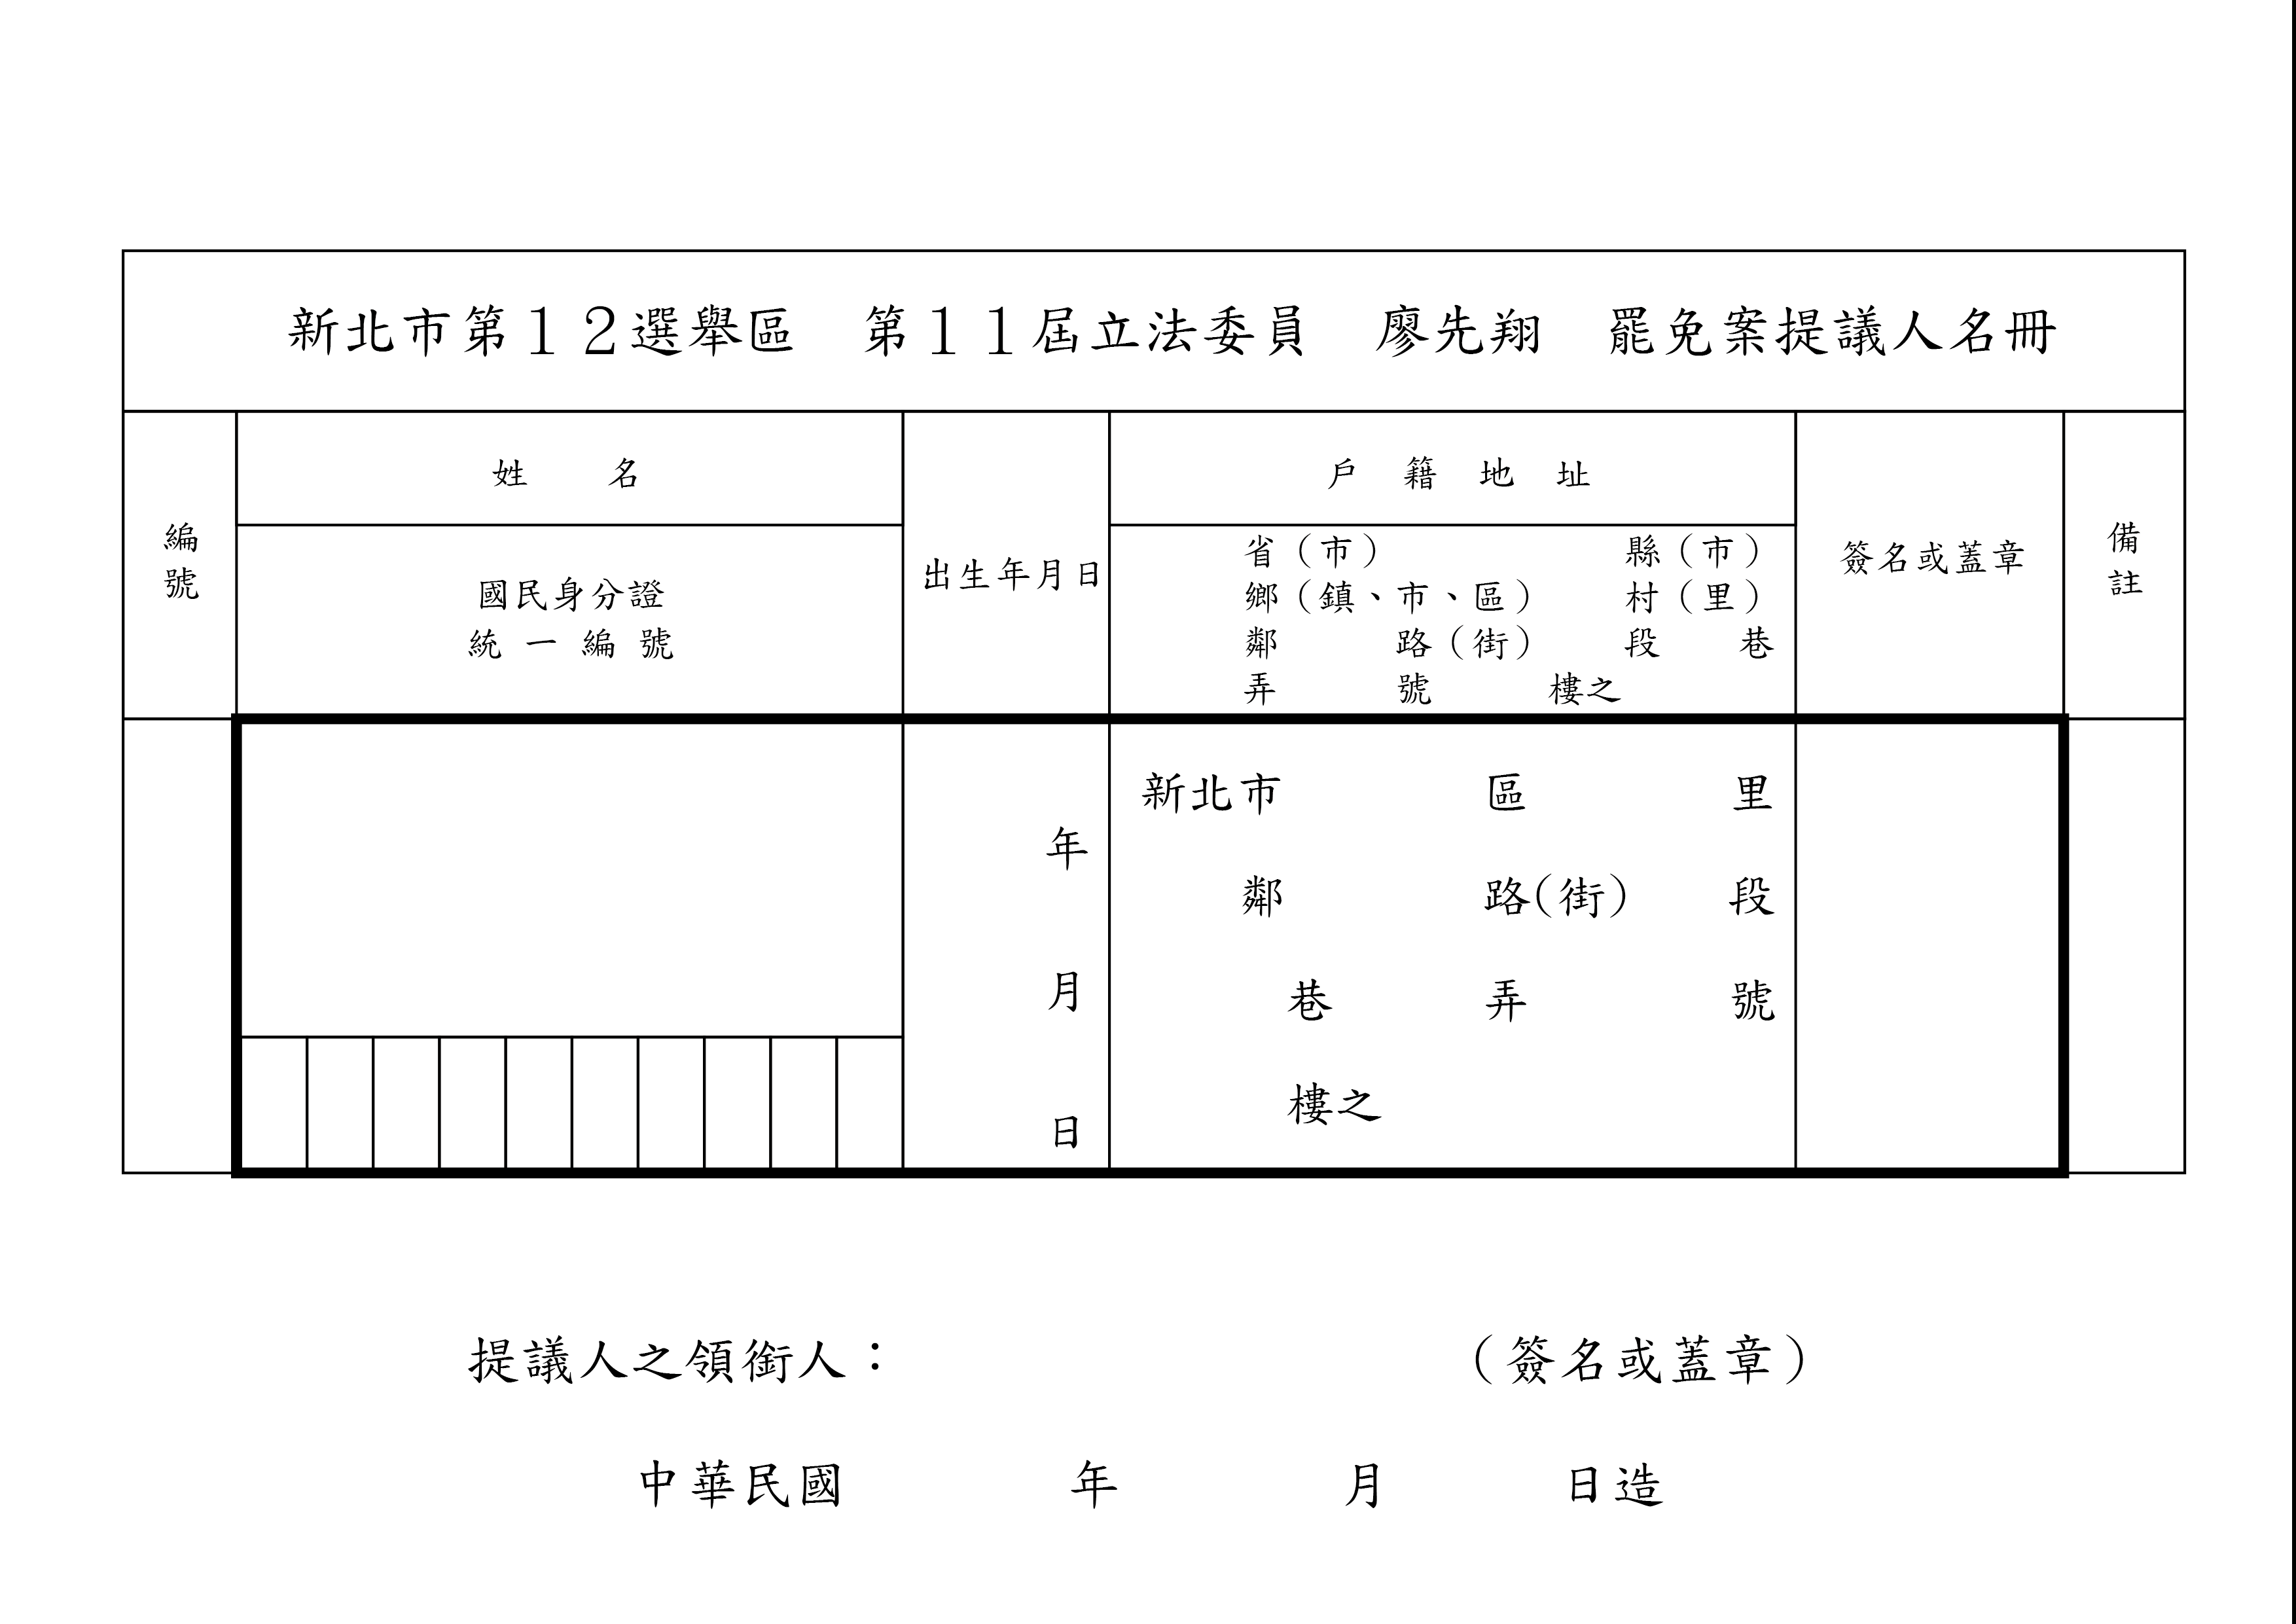 新北市第１２選舉區　第１１屆立法委員　廖先翔　罷免案提議人名冊
編號
姓　　名
國民身分證
統一編號
出生年月日
戶　籍　地　址
省（市）　縣（市）
鄉（鎮、市、區）　村（里）
鄰　路（街）　段　巷
弄　號　樓之
簽名或蓋章
備註
年
月
日
新北市　區　里
鄰　路(街)　段
巷　弄　號
樓之
提議人之領銜人：　（簽名或蓋章）
中華民國　年　月　日造